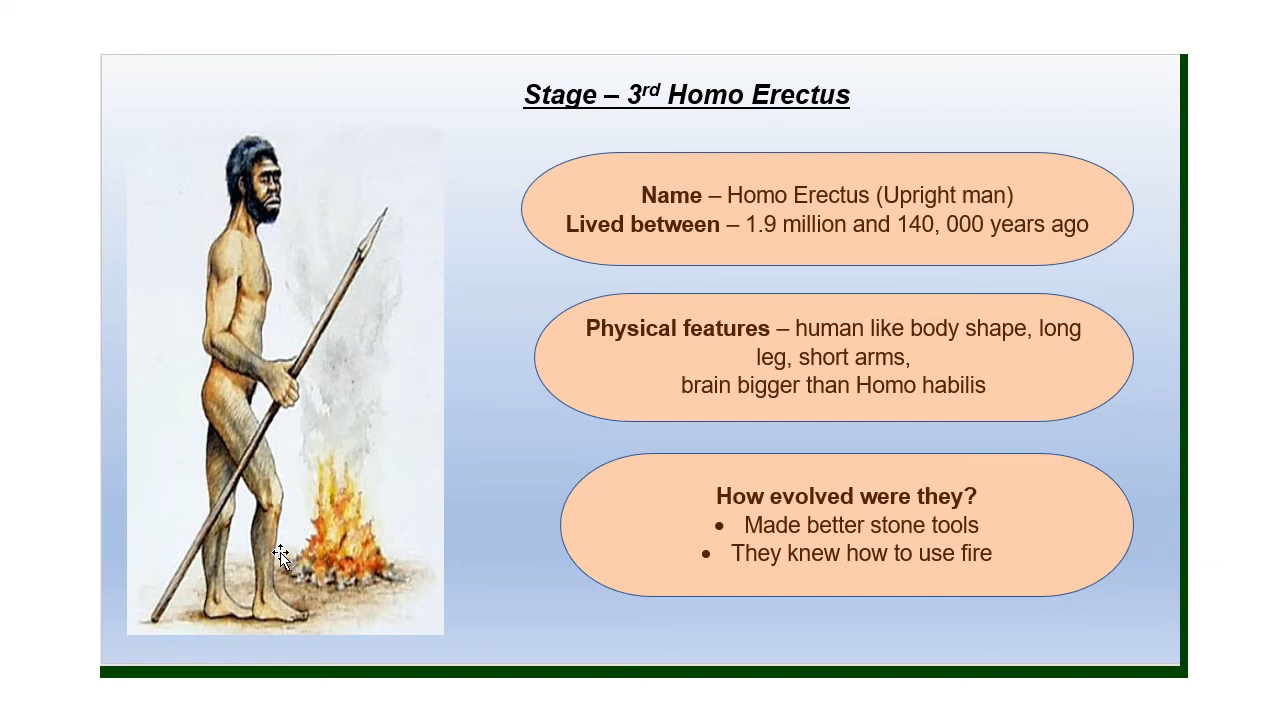 Stage – 3rd Homo Erectus
Name – Homo Erectus (Upright man)
Lived between – 1.9 million and 140, 000 years ago
Physical features – human like body shape, long
leg, short arms,
brain bigger than Homo habilis
How evolved were they?
• Made better stone tools
• They knew how to use fire